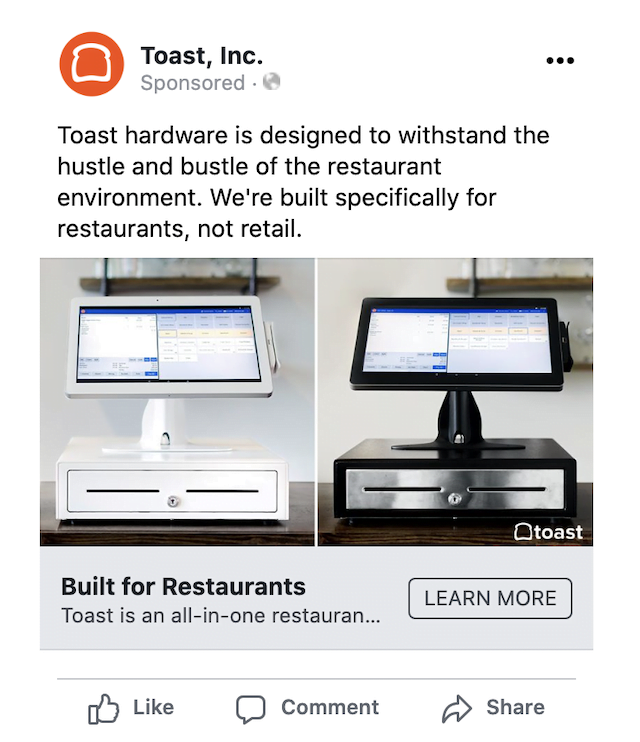 Toast, Inc.
Sponsored ·
Toast hardware is designed to withstand the
hustle and bustle of the restaurant
environment. We're built specifically for
restaurants, not retail.
toast
Built for Restaurants
Toast is an all-in-one restauran...
LEARN MORE
Like
Comment
Share